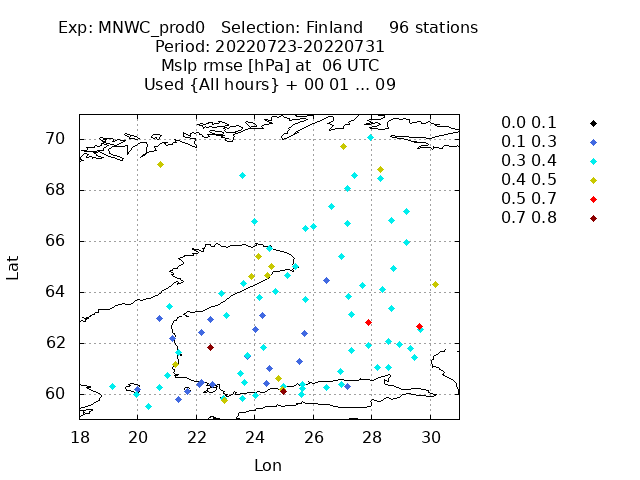 Exp: MNWC_prod0   Selection: Finland     96 stations
Period: 20220723-20220731
Mslp rmse [hPa] at  06 UTC
Used {All hours} + 00 01 ... 09
0.0 0.1
0.1 0.3
0.3 0.4
0.4 0.5
0.5 0.7
0.7 0.8
Lat
70
68
66
64
62
60
18 20 22 24 26 28 30
Lon